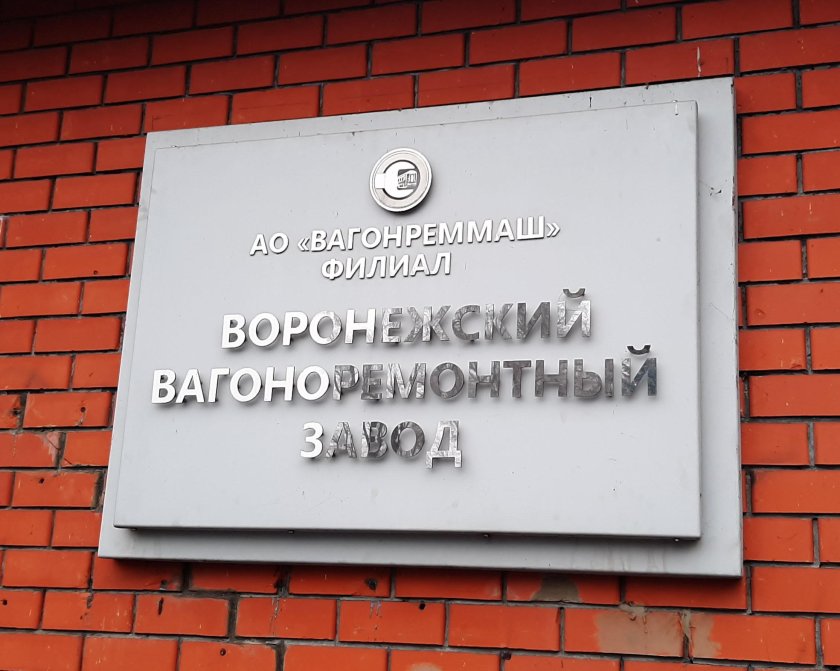 АО «ВАГОНРЕММАШ»
ФИЛИАЛ
ВОРОНЕЖСКИЙ
ВАГОНОРЕМОНТНЫЙ
ЗАВОД